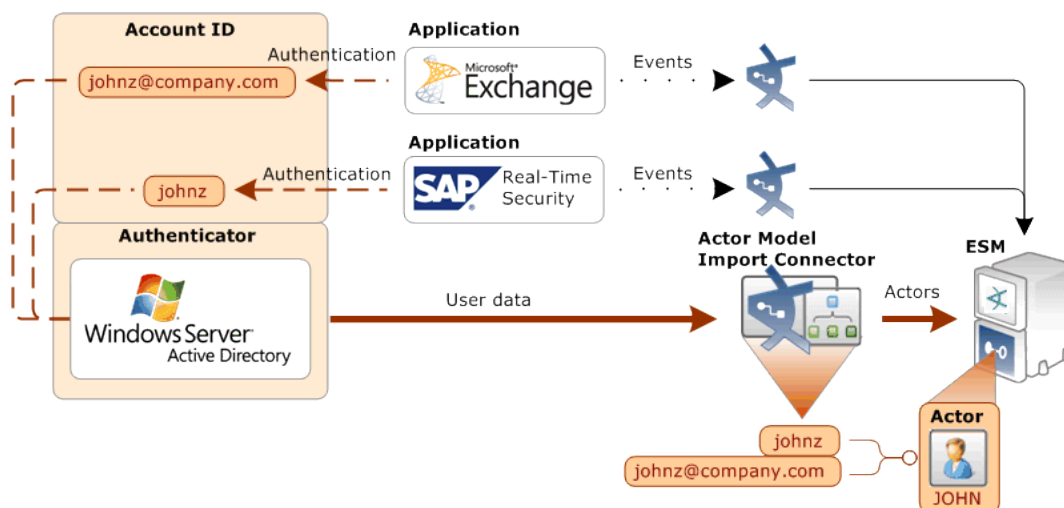 Account ID
Application
Authentication
johnz@company.com
Microsoft®
Exchange
Events
Application
Authentication
johnz
SAP
Real-Time
Security
Events
Authenticator
Actor Model
Import Connector
ESM
Windows Server
Active Directory
User data
Actors
johnz
johnz@company.com
Actor
JOHN